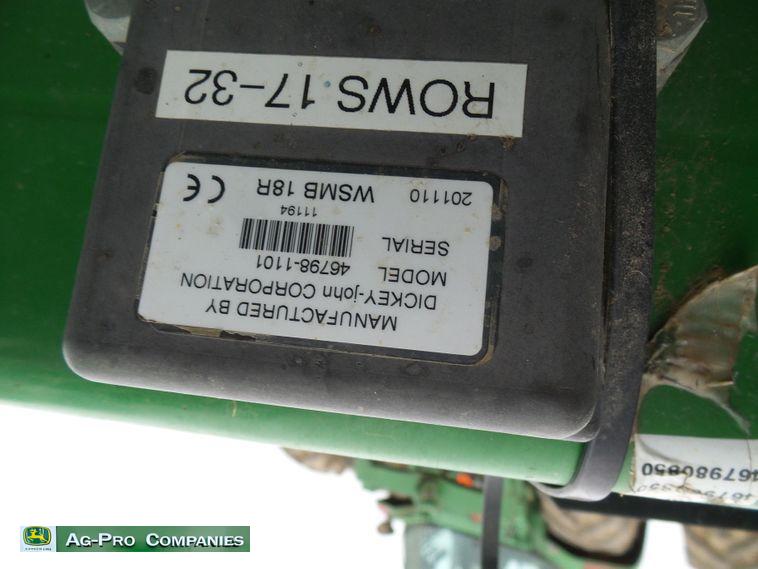 MANUFACTURED BY
DICKEY-john CORPORATION
MODEL 46798-1101
SERIAL
11194
201110 WSMB 18R CE
ROWS 17-32
467980850
AG-PRO COMPANIES